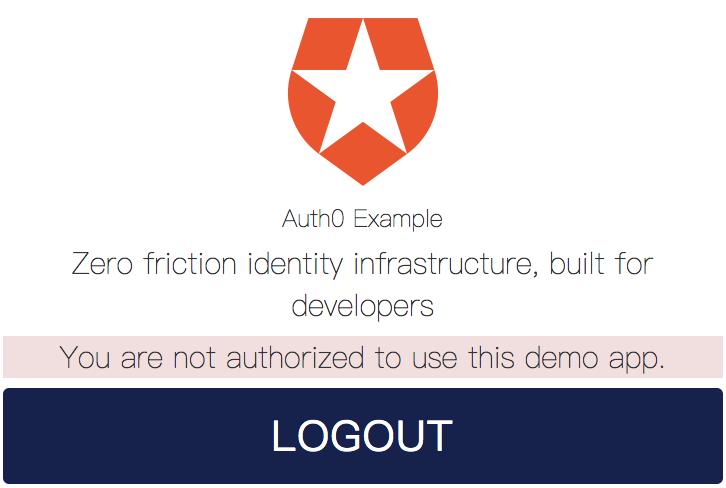 Auth0 Example
Zero friction identity infrastructure, built for
developers
You are not authorized to use this demo app.
LOGOUT